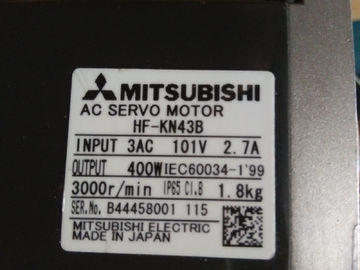 MITSUBISHI
AC SERVO MOTOR
HF-KN43B
INPUT 3AC 101V 2.7A
OUTPUT 400W IEC60034-1'99
3000r/min IP65 Cl.B 1.8kg
SER.No. B44458001 115
MITSUBISHI ELECTRIC
MADE IN JAPAN